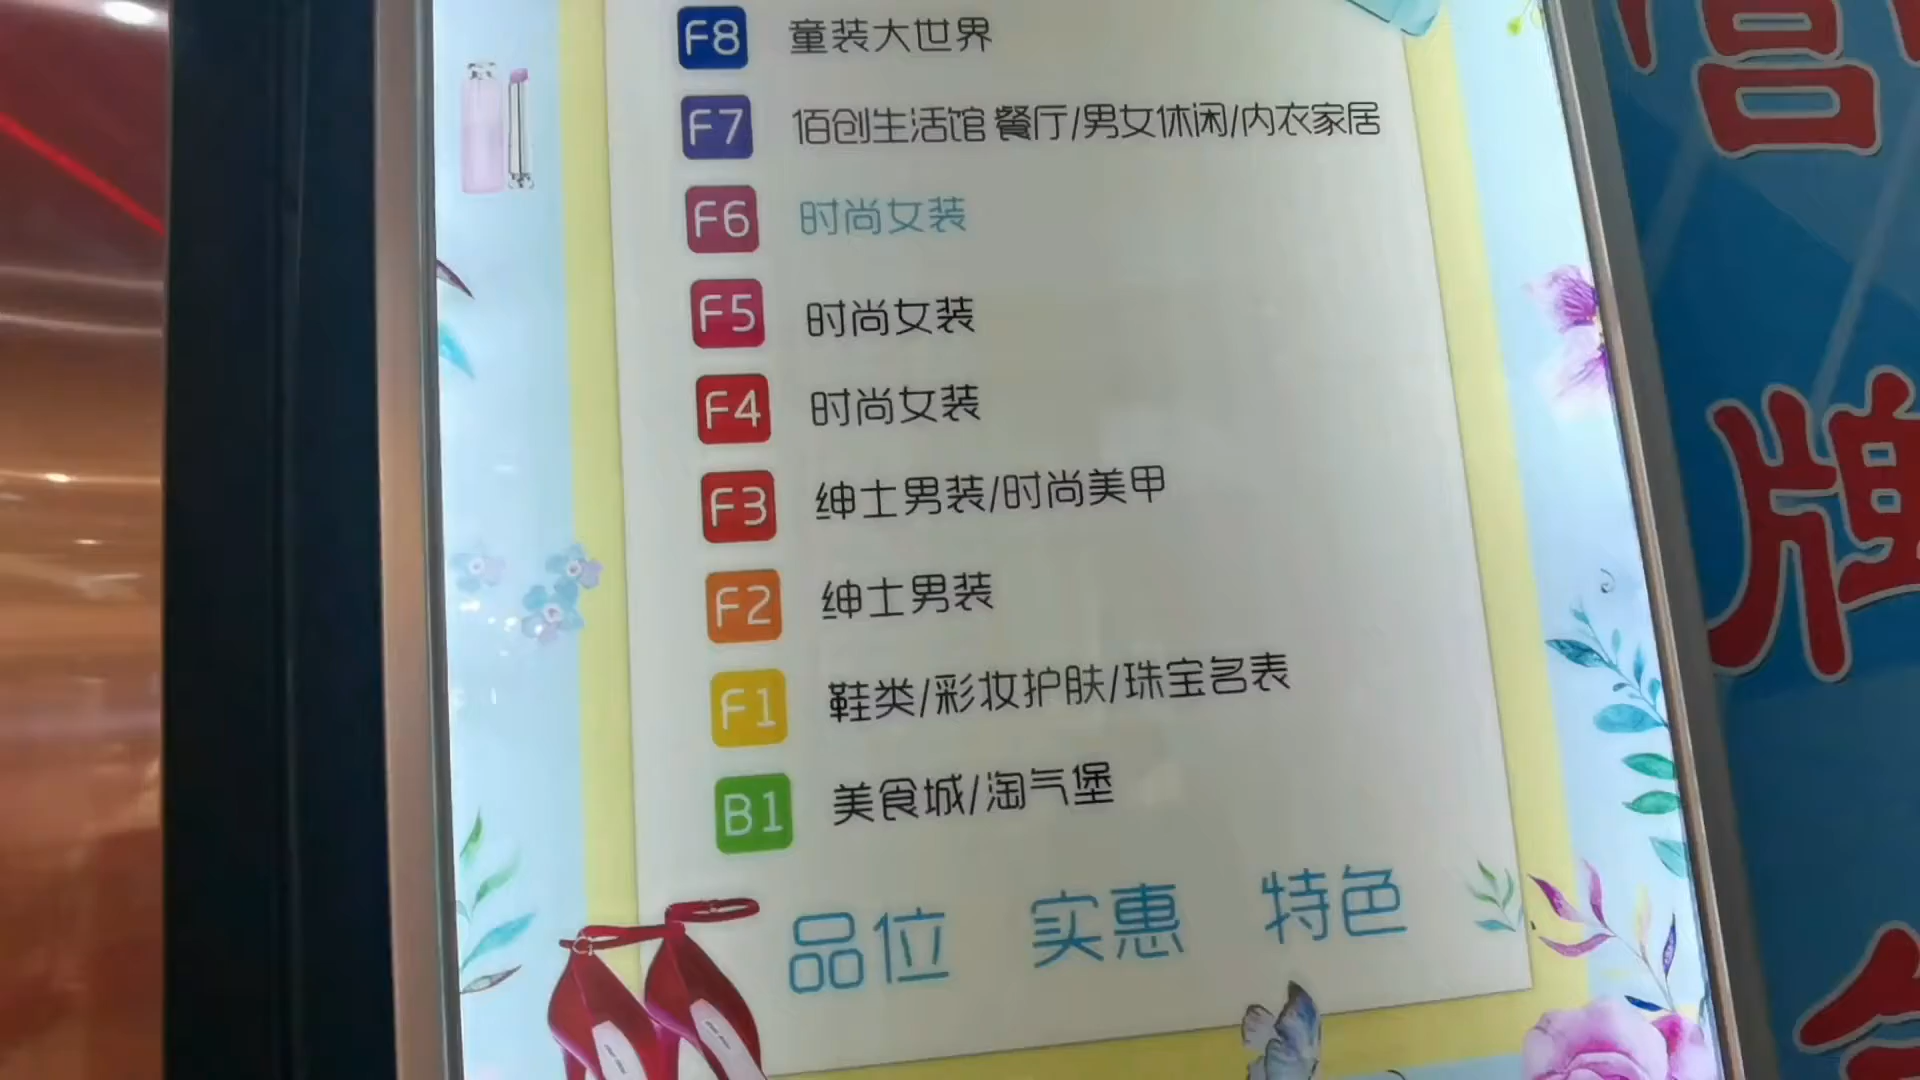 F8 童装大世界
F7 佰创生活馆 餐厅/男女休闲/内衣家居
F6 时尚女装
F5 时尚女装
F4 时尚女装
F3 绅士男装/时尚美甲
F2 绅士男装
F1 鞋类/彩妆护肤/珠宝名表
B1 美食城/淘气堡
品位 实惠 特色
牌